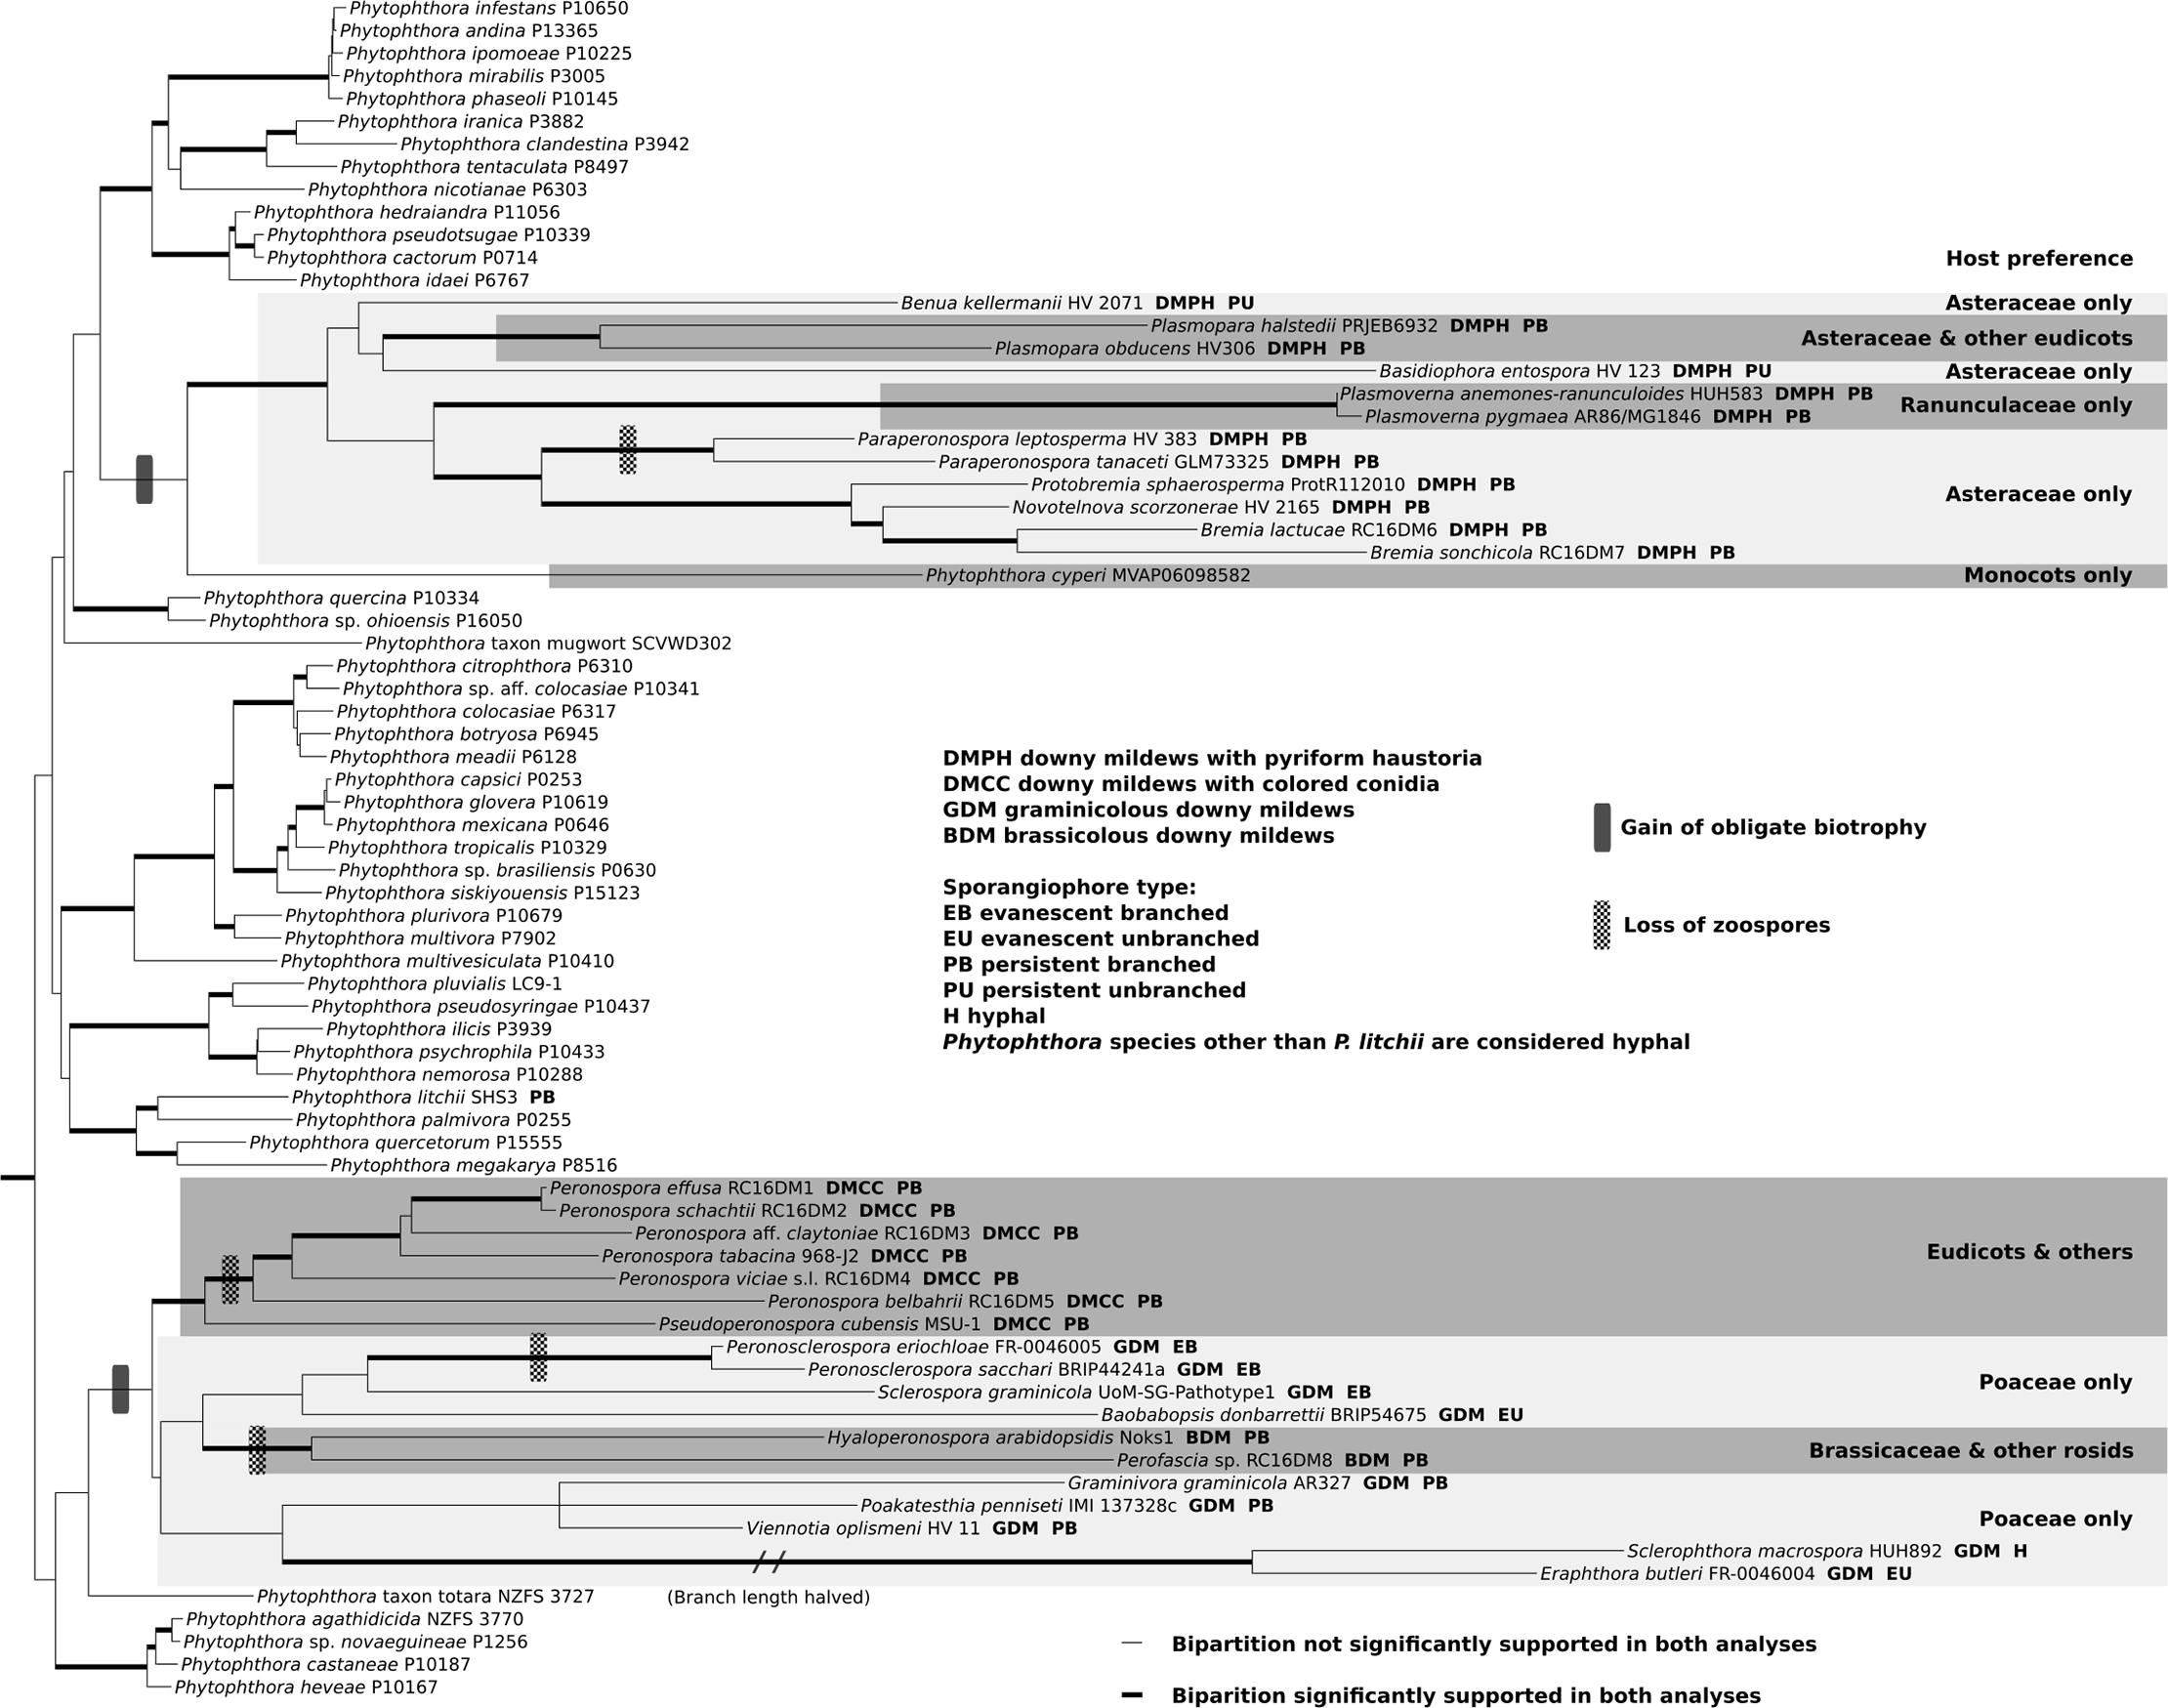 Phytophthora infestans P10650
Phytophthora andina P13365
Phytophthora ipomoeae P10225
Phytophthora mirabilis P3005
Phytophthora phaseoli P10145
Phytophthora iranica P3882
Phytophthora clandestina P3942
Phytophthora tentaculata P8497
Phytophthora nicotianae P6303
Phytophthora hedraiandra P11056
Phytophthora pseudotsugae P10339
Phytophthora cactorum P0714
Host preference
Phytophthora idaei P6767
Benua kellermanii HV 2071 DMPH PU
Asteraceae only
Plasmopara halstedii PRJEB6932 DMPH PB
Asteraceae & other eudicots
Plasmopara obducens HV306 DMPH PB
Basidiophora entospora HV 123 DMPH PU
Asteraceae only
Plasmoverna anemones-ranunculoides HUH583 DMPH PB
Ranunculaceae only
Plasmoverna pygmaea AR86/MG1846 DMPH PB
Paraperonospora leptosperma HV 383 DMPH PB
Paraperonospora tanaceti GLM73325 DMPH PB
Protobremia sphaerosperma ProtR112010 DMPH PB
Asteraceae only
Novotelnova scorzonerae HV 2165 DMPH PB
Bremia lactucae RC16DM6 DMPH PB
Bremia sonchicola RC16DM7 DMPH PB
Phytophthora cyperi MVAP06098582
Monocots only
Phytophthora quercina P10334
Phytophthora sp. ohioensis P16050
Phytophthora taxon mugwort SCVWD302
Phytophthora citrophthora P6310
Phytophthora sp. aff. colocasiae P10341
Phytophthora colocasiae P6317
Phytophthora botryosa P6945
Phytophthora meadii P6128
Phytophthora capsici P0253
Phytophthora glovera P10619
Phytophthora mexicana P0646
Phytophthora tropicalis P10329
Phytophthora sp. brasiliensis P0630
Phytophthora siskiyouensis P15123
Phytophthora plurivora P10679
Phytophthora multivora P7902
Phytophthora multivesiculata P10410
Phytophthora pluvialis LC9-1
Phytophthora pseudosyringae P10437
Phytophthora ilicis P3939
Phytophthora psychrophila P10433
Phytophthora nemorosa P10288
Phytophthora litchii SHS3 PB
Phytophthora palmivora P0255
Phytophthora quercetorum P15555
Phytophthora megakarya P8516
DMPH downy mildews with pyriform haustoria
DMCC downy mildews with colored conidia
GDM graminicolous downy mildews
BDM brassicolous downy mildews
Sporangiophore type:
EB evanescent branched
EU evanescent unbranched
PB persistent branched
PU persistent unbranched
H hyphal
Phytophthora species other than P. litchii are considered hyphal
Gain of obligate biotrophy
Loss of zoospores
Peronospora effusa RC16DM1 DMCC PB
Peronospora schachtii RC16DM2 DMCC PB
Peronospora aff. claytoniae RC16DM3 DMCC PB
Eudicots & others
Peronospora tabacina 968-J2 DMCC PB
Peronospora viciae s.l. RC16DM4 DMCC PB
Peronospora belbahrii RC16DM5 DMCC PB
Pseudoperonospora cubensis MSU-1 DMCC PB
Peronosclerospora eriochloae FR-0046005 GDM EB
Peronosclerospora sacchari BRIP44241a GDM EB
Poaceae only
Sclerospora graminicola UoM-SG-Pathotype1 GDM EB
Baobabopsis donbarrettii BRIP54675 GDM EU
Hyaloperonospora arabidopsidis Noks1 BDM PB
Brassicaceae & other rosids
Perofascia sp. RC16DM8 BDM PB
Graminivora graminicola AR327 GDM PB
Poakatesthia penniseti IMI 137328c GDM PB
Poaceae only
Viennotia oplismeni HV 11 GDM PB
Sclerophthora macrospora HUH892 GDM H
Eraphthora butleri FR-0046004 GDM EU
Phytophthora taxon totara NZFS 3727
(Branch length halved)
Phytophthora agathidicida NZFS 3770
Phytophthora sp. novaeguineae P1256
Phytophthora castaneae P10187
Phytophthora heveae P10167
Bipartition not significantly supported in both analyses
Biparition significantly supported in both analyses